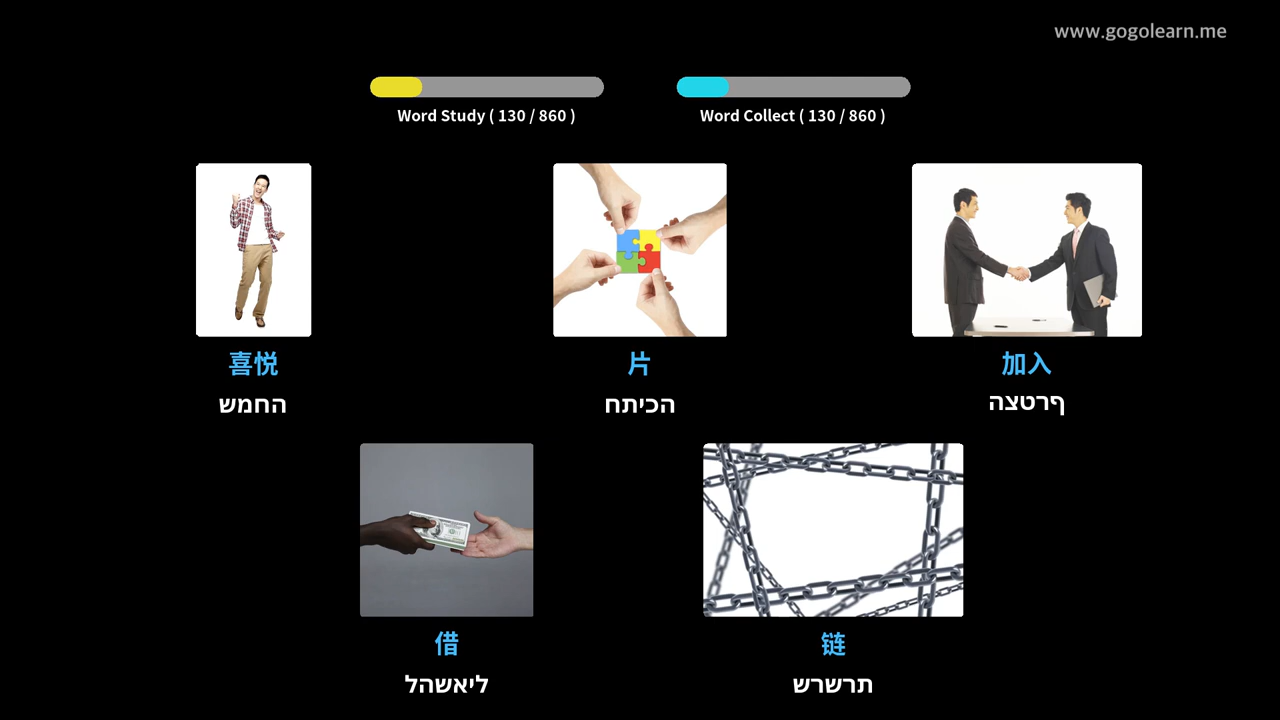 www.gogolearn.me
Word Study ( 130 / 860 )
Word Collect ( 130 / 860 )
喜悦
החמש
片
הכיתח
加入
ףרטצה
借
ליאשהל
链
תרשרש